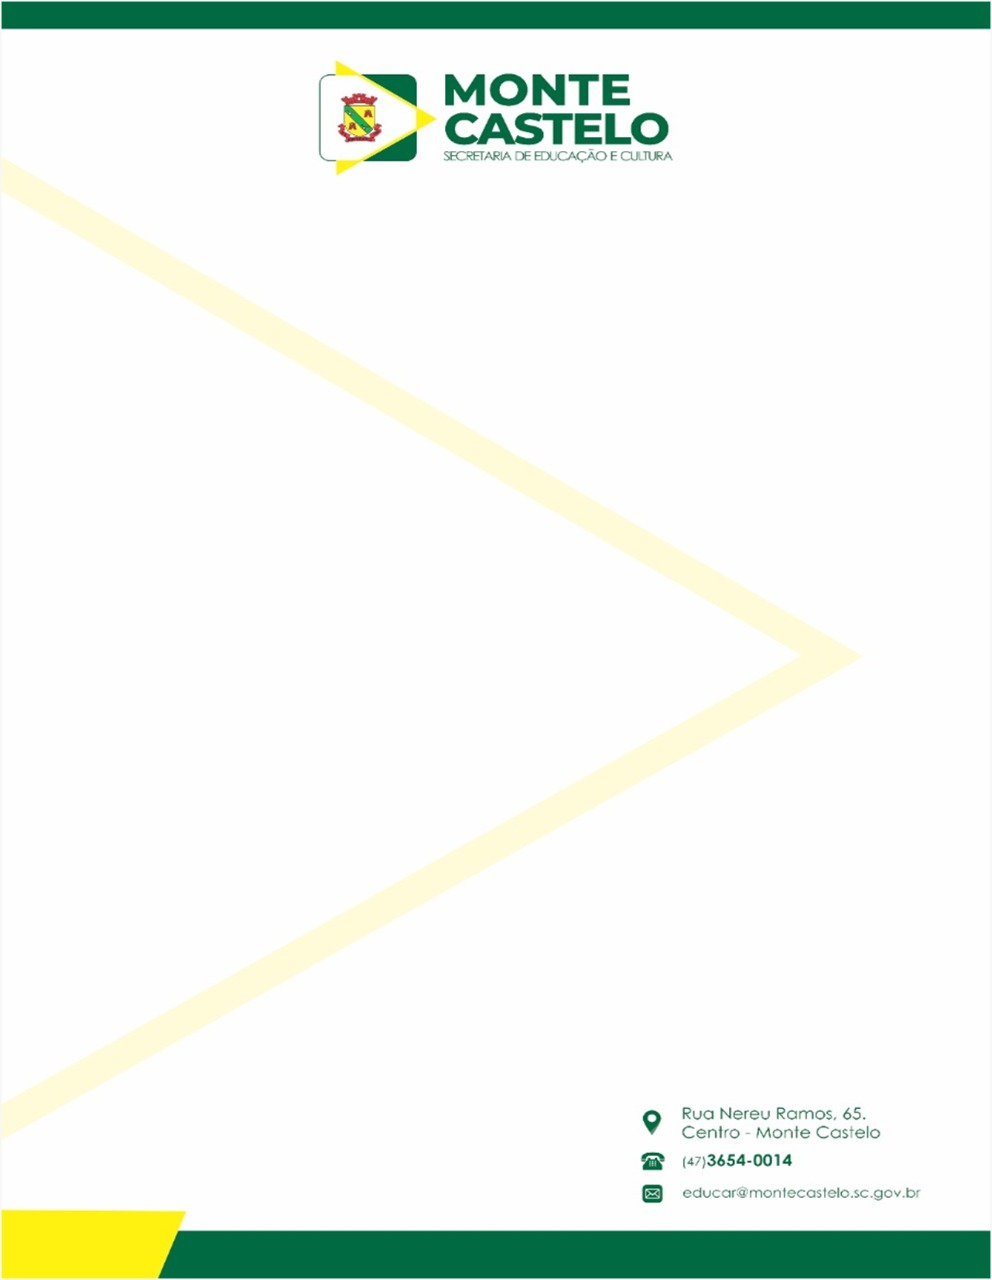 MONTE
CASTELO
SECRETARIA DE EDUCAÇÃO E CULTURA
Rua Nereu Ramos, 65.
Centro - Monte Castelo
(47)3654-0014
educar@montecastelo.sc.gov.br